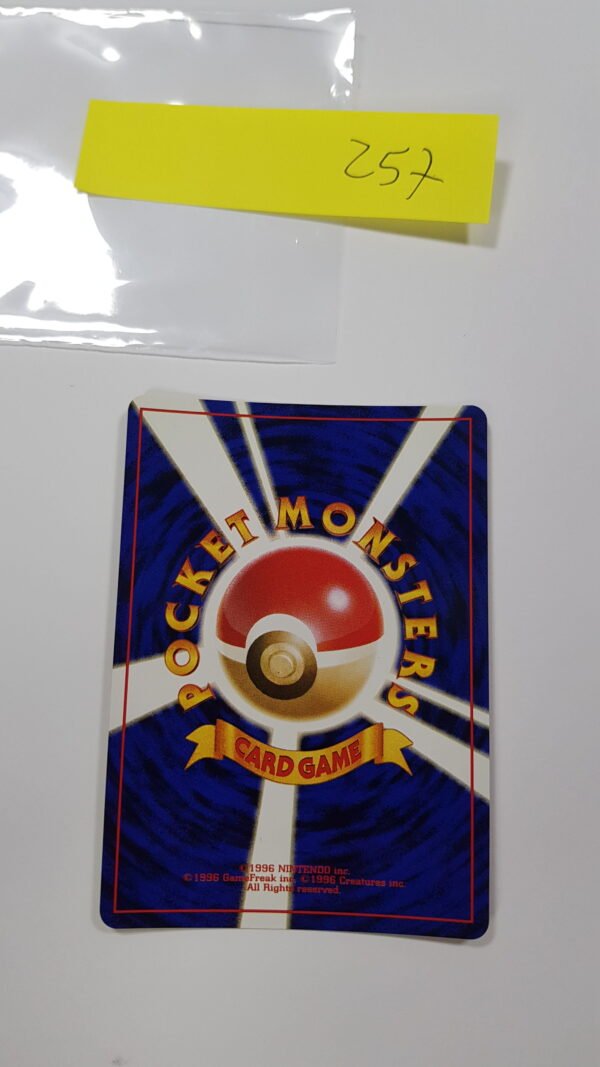 257
POCKET MONSTERS
CARD GAME
©1996 NINTENDO inc.
©1996 GameFreak inc. ©1996 Creatures inc.
All Rights reserved.